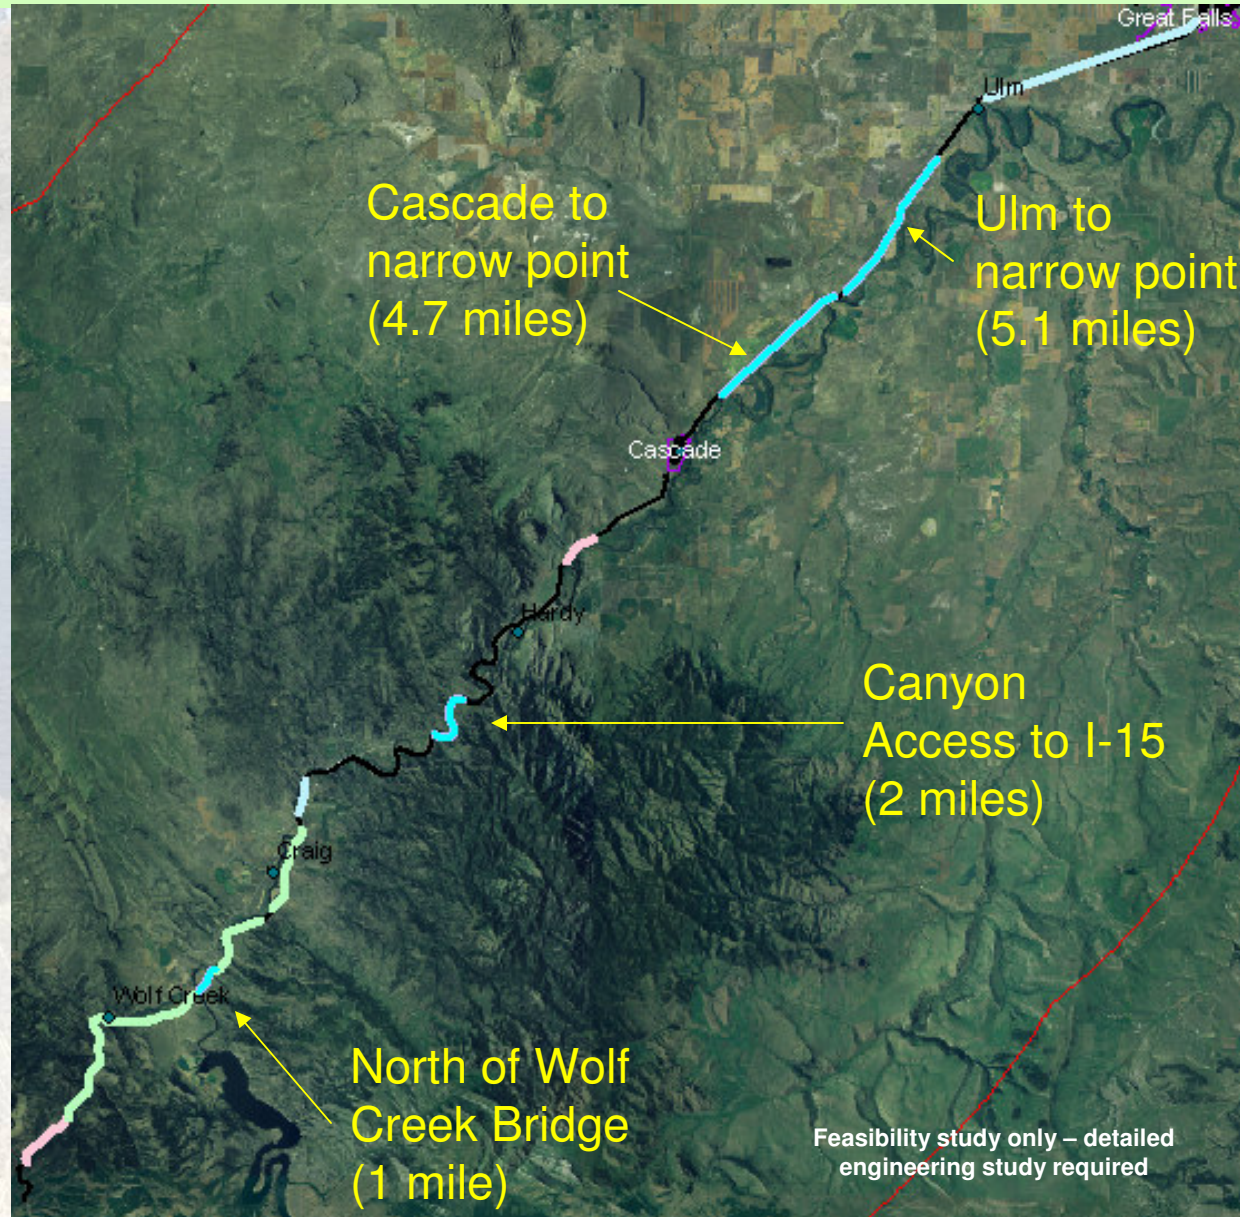 Great Falls
Ulm
Cascade to
narrow point
(4.7 miles)
Ulm to
narrow point
(5.1 miles)
Cascade
Hardy
Canyon
Access to I-15
(2 miles)
Craig
Wolf Creek
North of Wolf
Creek Bridge
(1 mile)
Feasibility study only – detailed
engineering study required